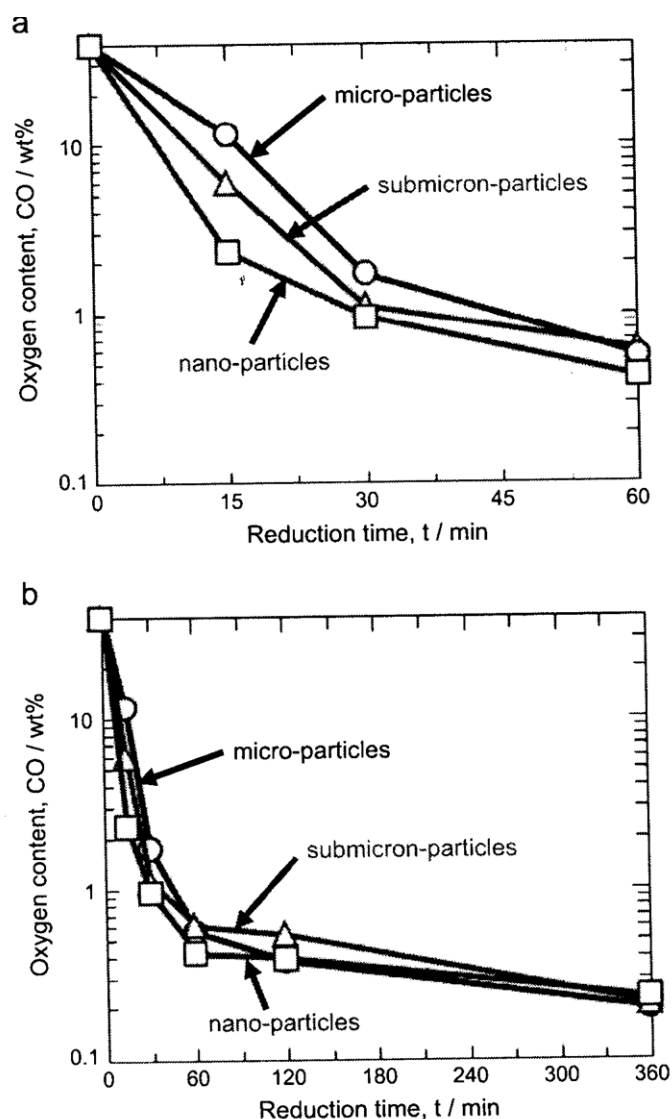 a
Oxygen content, CO / wt%
10
1
0.1
micro-particles
submicron-particles
nano-particles
0 15 30 45 60
Reduction time, t / min
b
Oxygen content, CO / wt%
10
1
0.1
micro-particles
submicron-particles
nano-particles
0 60 120 180 240 300 360
Reduction time, t / min